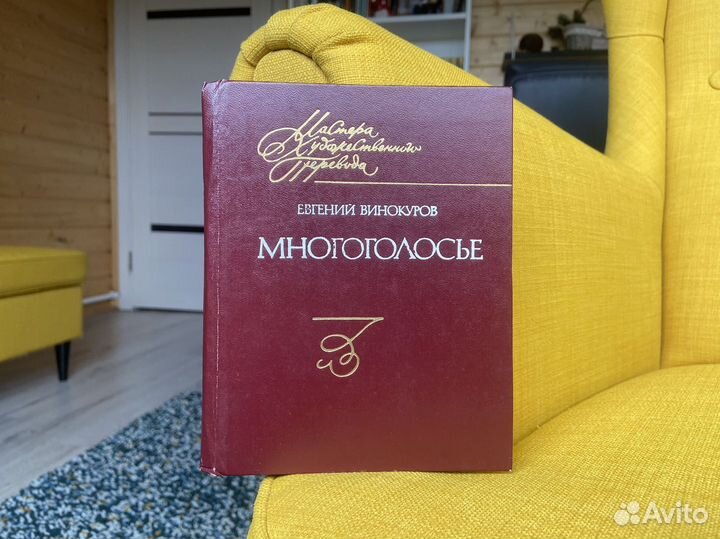 Мастера
Художественного
Перевода
ЕВГЕНИЙ ВИНОКУРОВ
МНОГОГОЛОСЬЕ
Avito